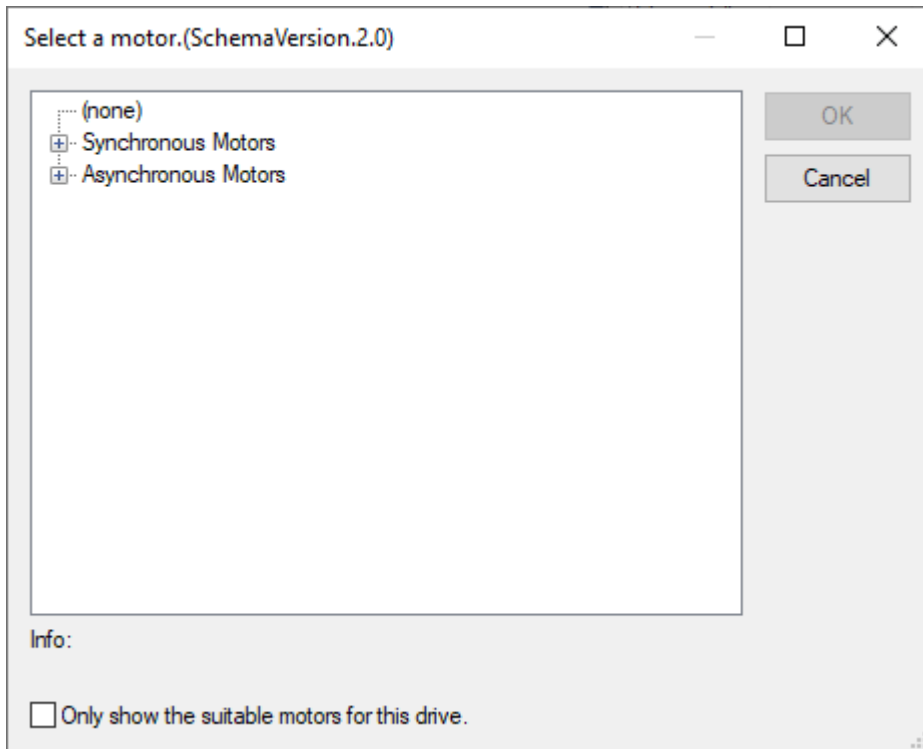 Select a motor.(SchemaVersion.2.0)
(none)
Synchronous Motors
Asynchronous Motors
OK
Cancel
Info:
Only show the suitable motors for this drive.